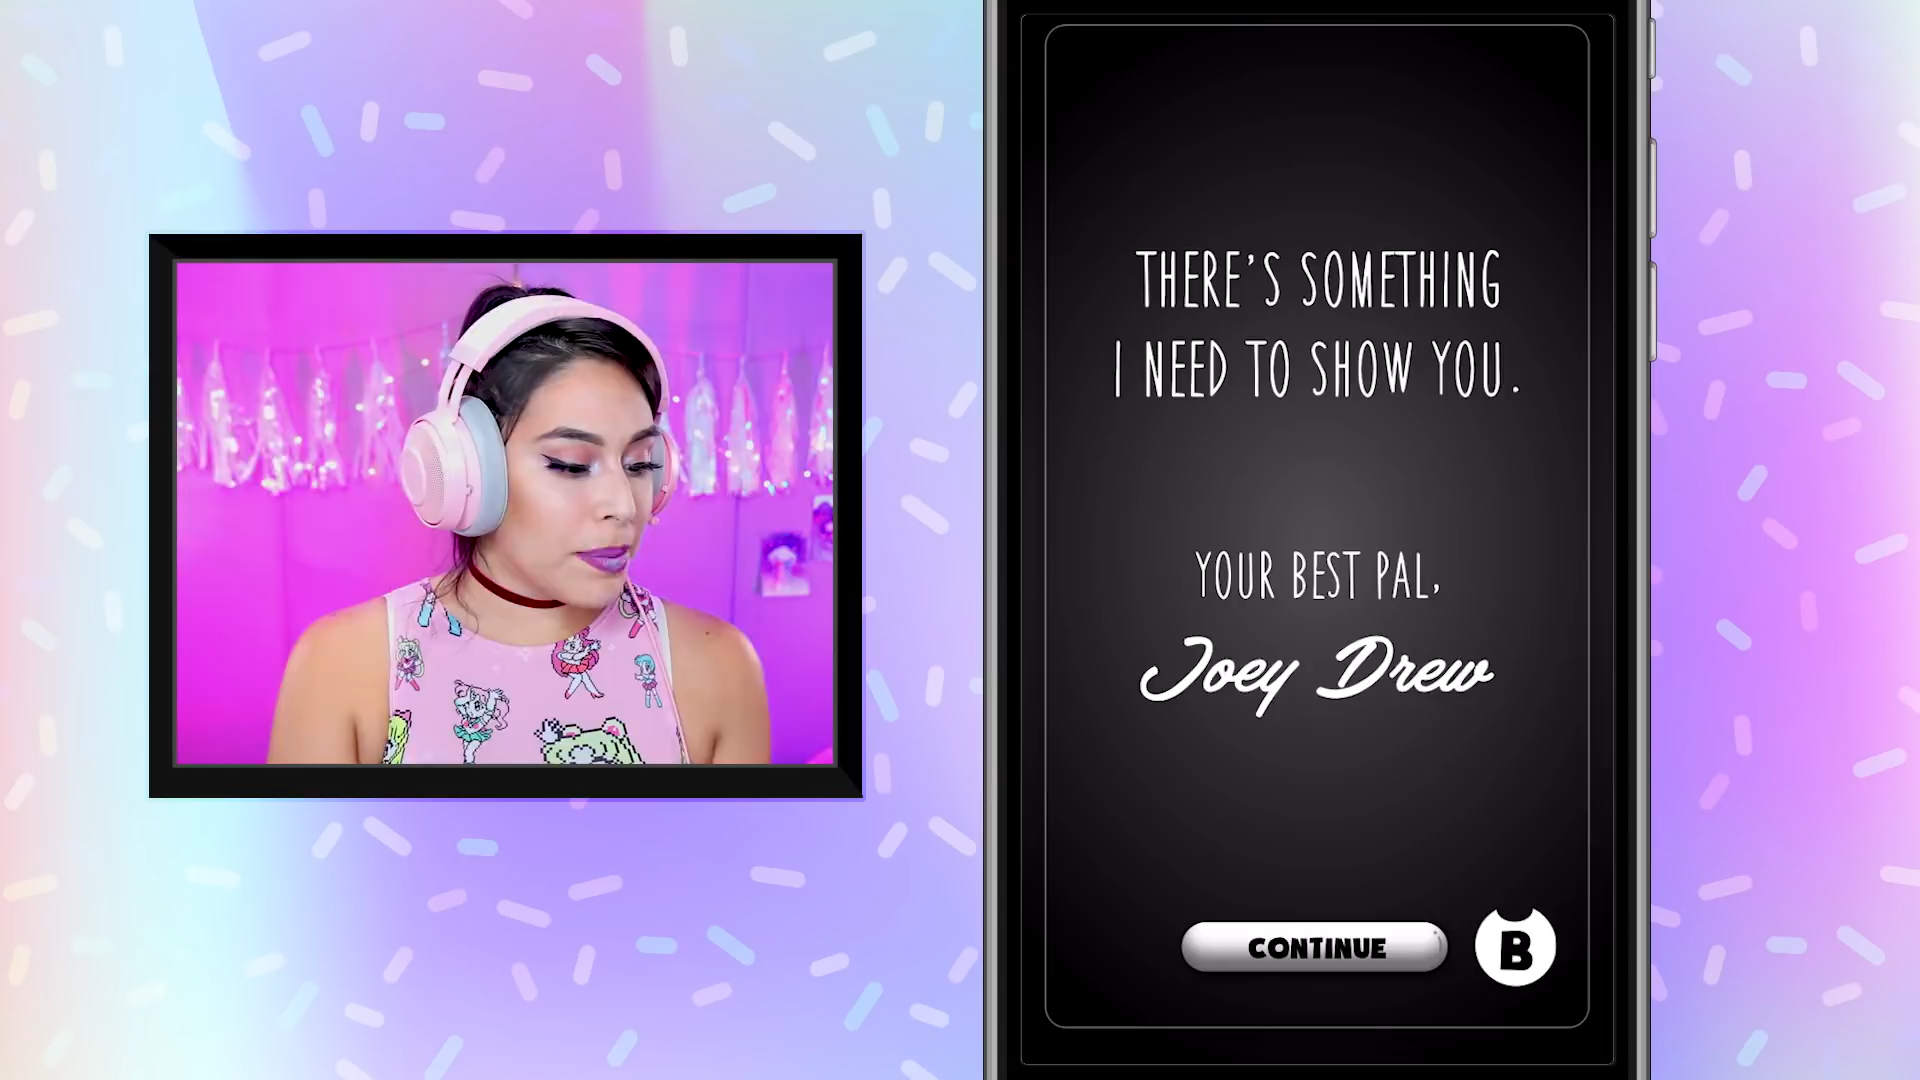 THERE'S SOMETHING
I NEED TO SHOW YOU.
YOUR BEST PAL,
Joey Drew
CONTINUE
B